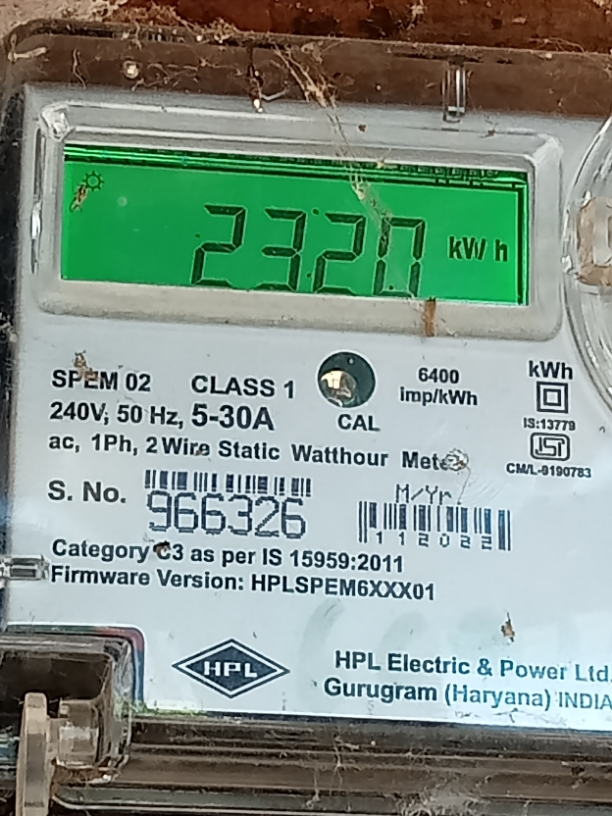 2320 kWh
SPEM 02 CLASS 1 CAL 6400 imp/kWh kWh
240V, 50 Hz, 5-30A
IS:13779
ac, 1Ph, 2 Wire Static Watthour Meter
CM/L-9190783
S. No. 966326
M/Yr
112022
Category C3 as per IS 15959:2011
Firmware Version: HPLSPEM6XXX01
HPL
HPL Electric & Power Ltd.
Gurugram (Haryana) INDIA